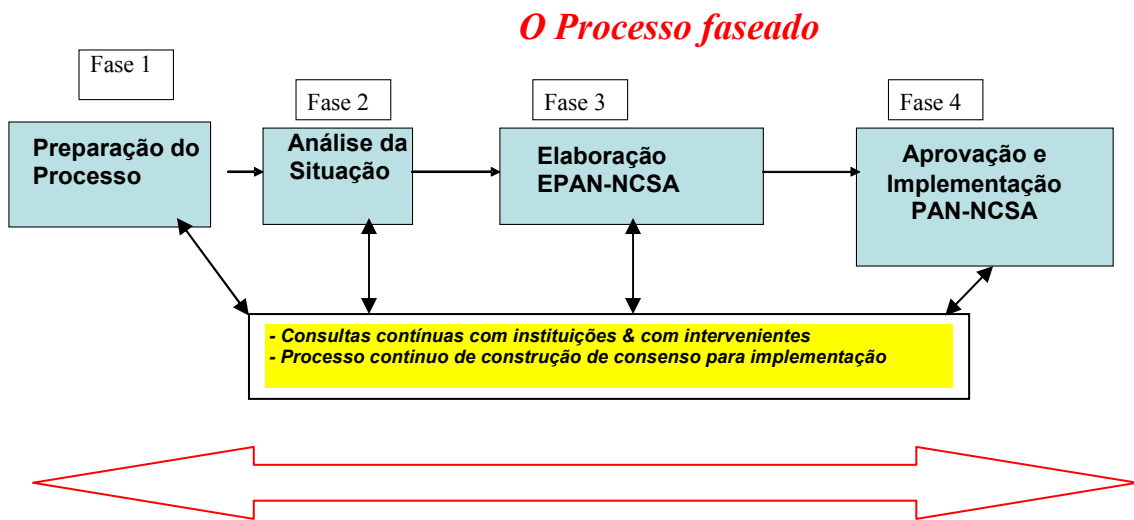 O Processo faseado
Fase 1
Preparação do
Processo
Fase 2
Análise da
Situação
Fase 3
Elaboração
EPAN-NCSA
Fase 4
Aprovação e
Implementação
PAN-NCSA
- Consultas contínuas com instituições & com intervenientes
- Processo continuo de construção de consenso para implementação